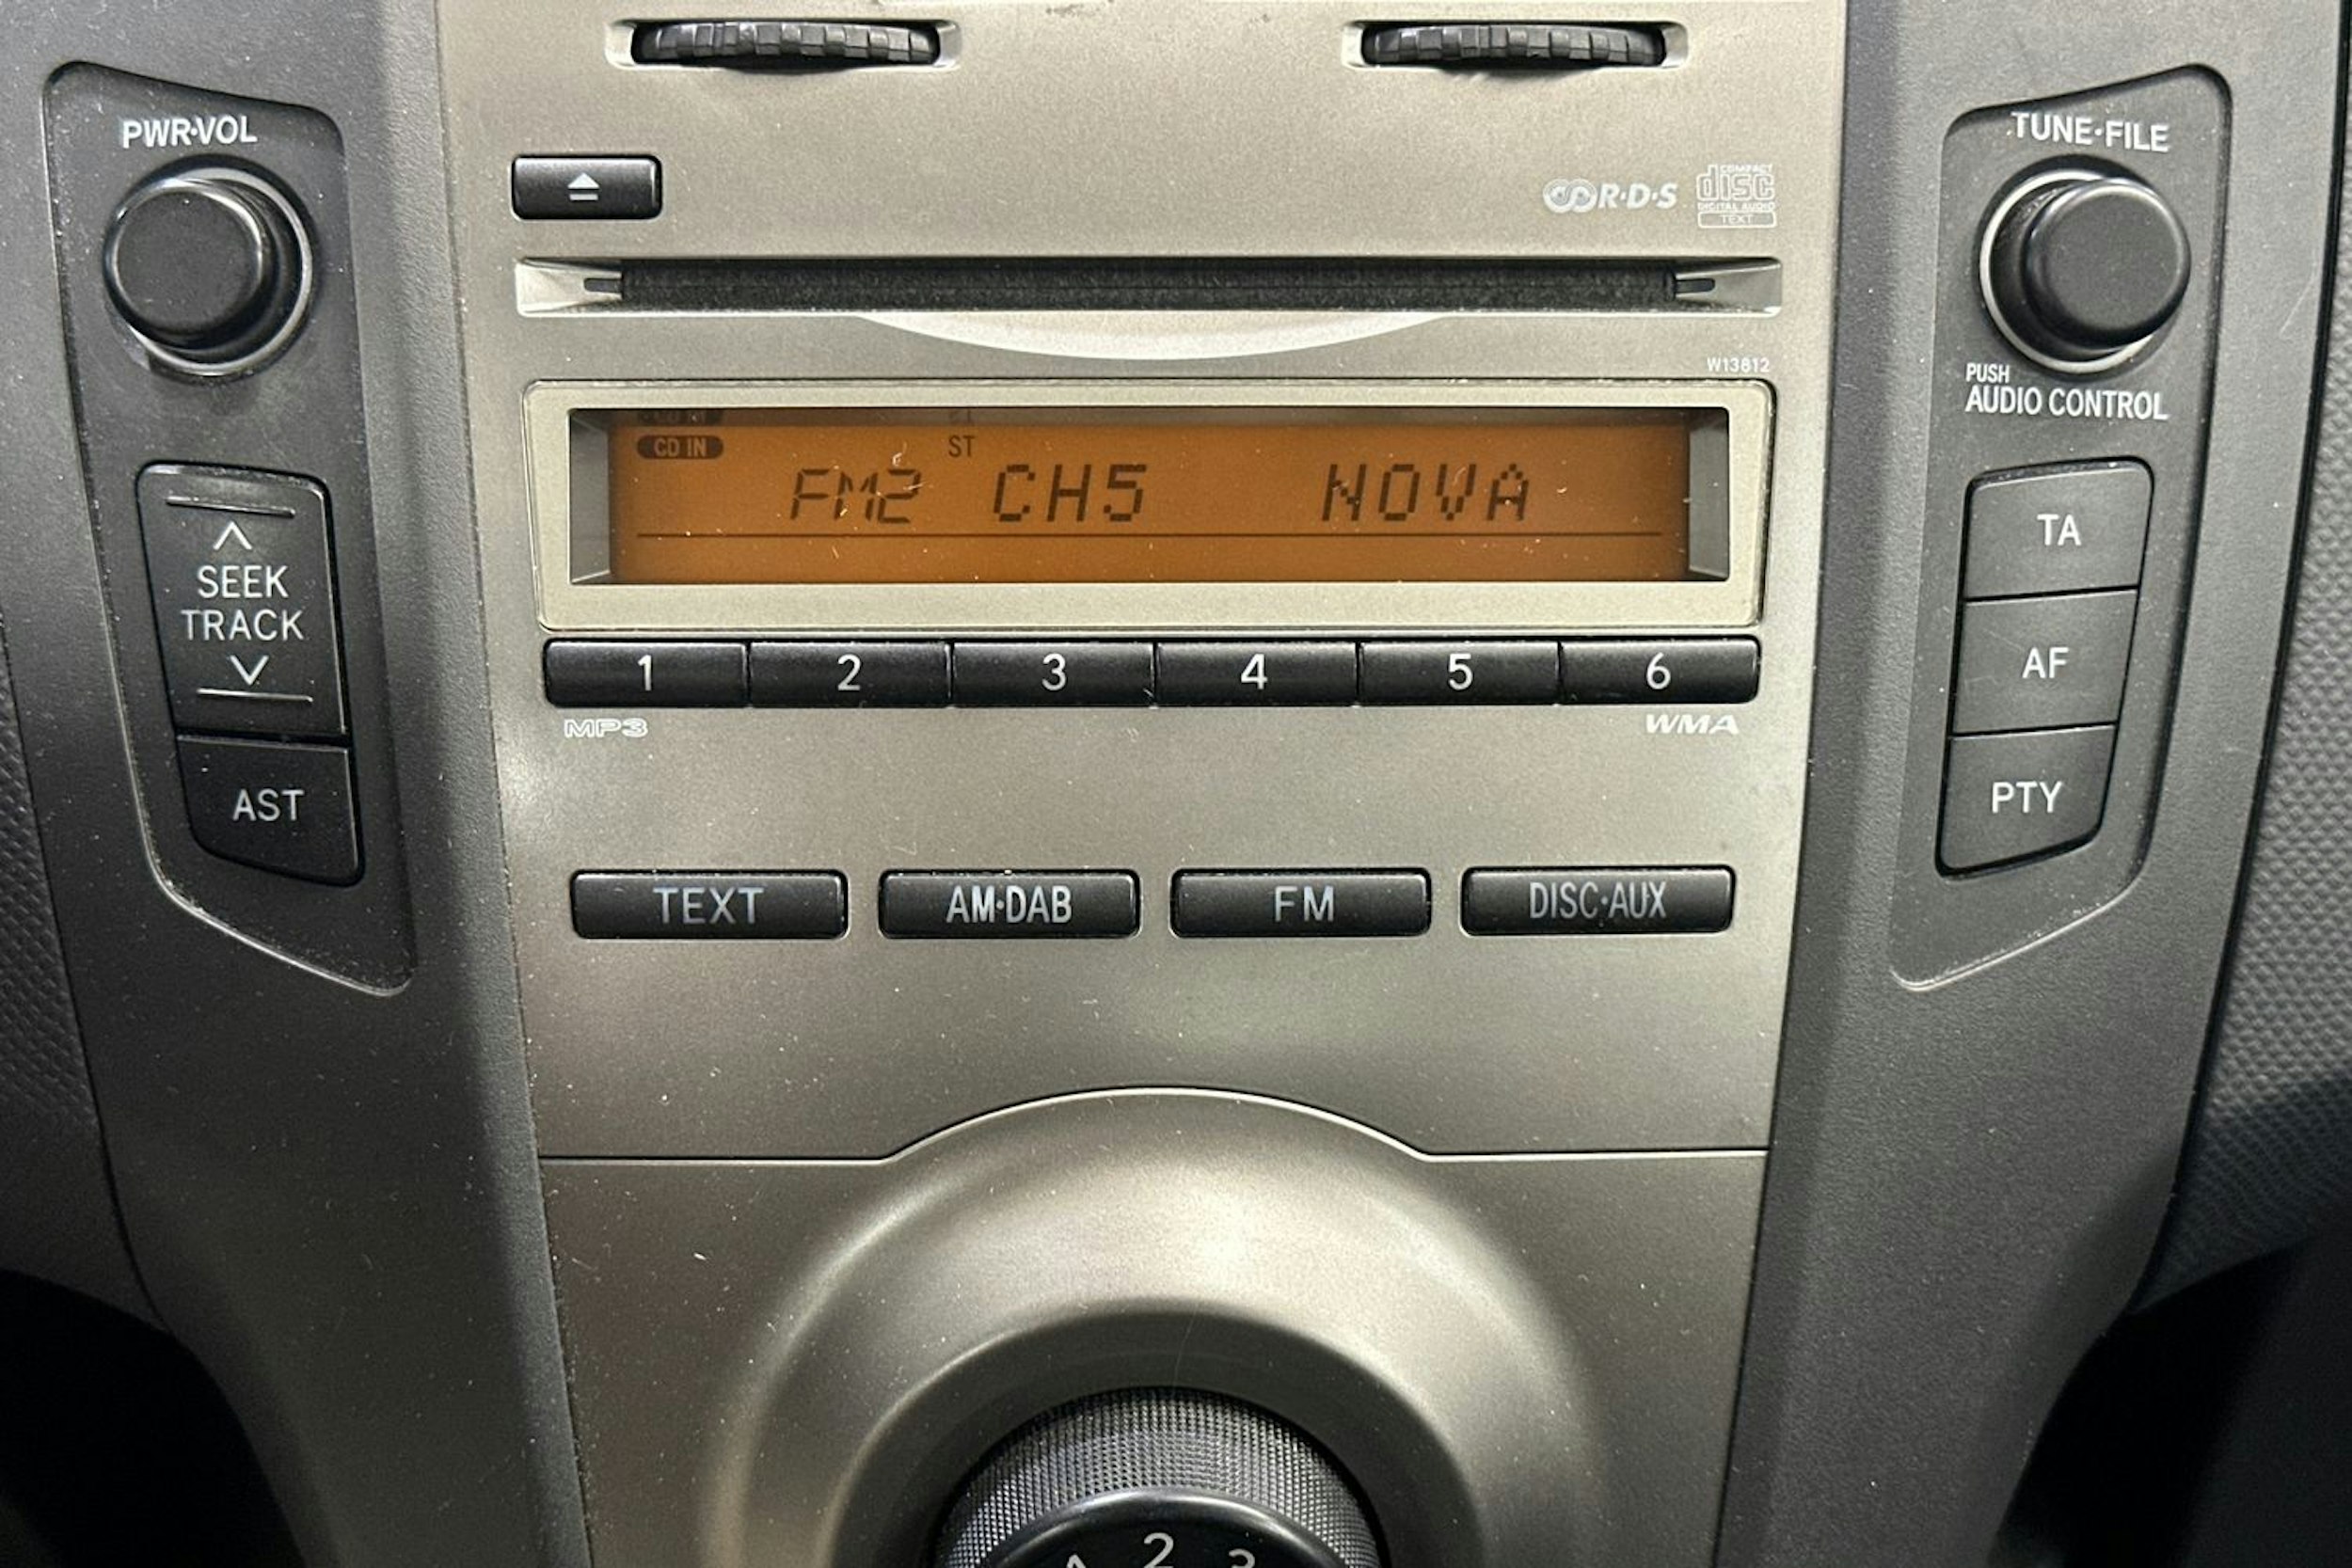 PWR·VOL
TUNE·FILE
R·D·S
COMPACT
disc
DIGITAL AUDIO
TEXT
W13812
PUSH
AUDIO CONTROL
CD IN
ST
FM2 CH5 NOVA
SEEK
TRACK
TA
AF
PTY
1 2 3 4 5 6
MP3
WMA
AST
TEXT
AM·DAB
FM
DISC·AUX
2
3